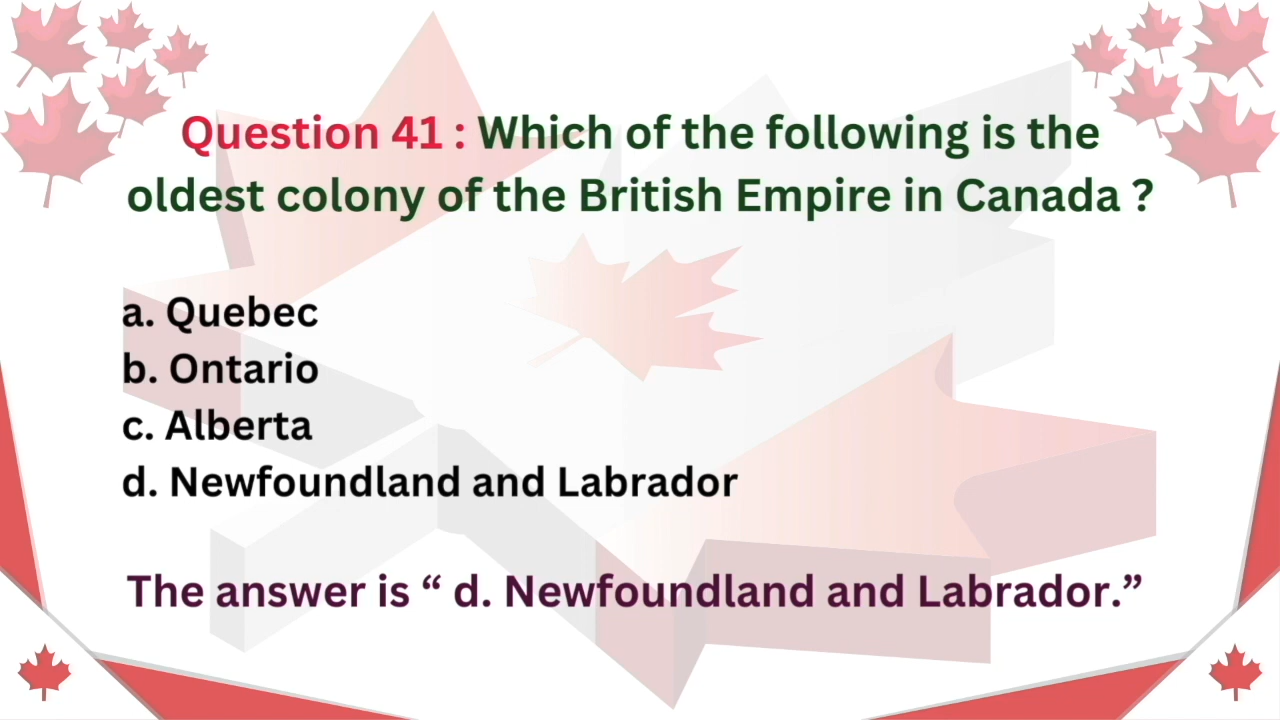 Question 41 : Which of the following is the
oldest colony of the British Empire in Canada ?
a. Quebec
b. Ontario
c. Alberta
d. Newfoundland and Labrador
The answer is “ d. Newfoundland and Labrador.”